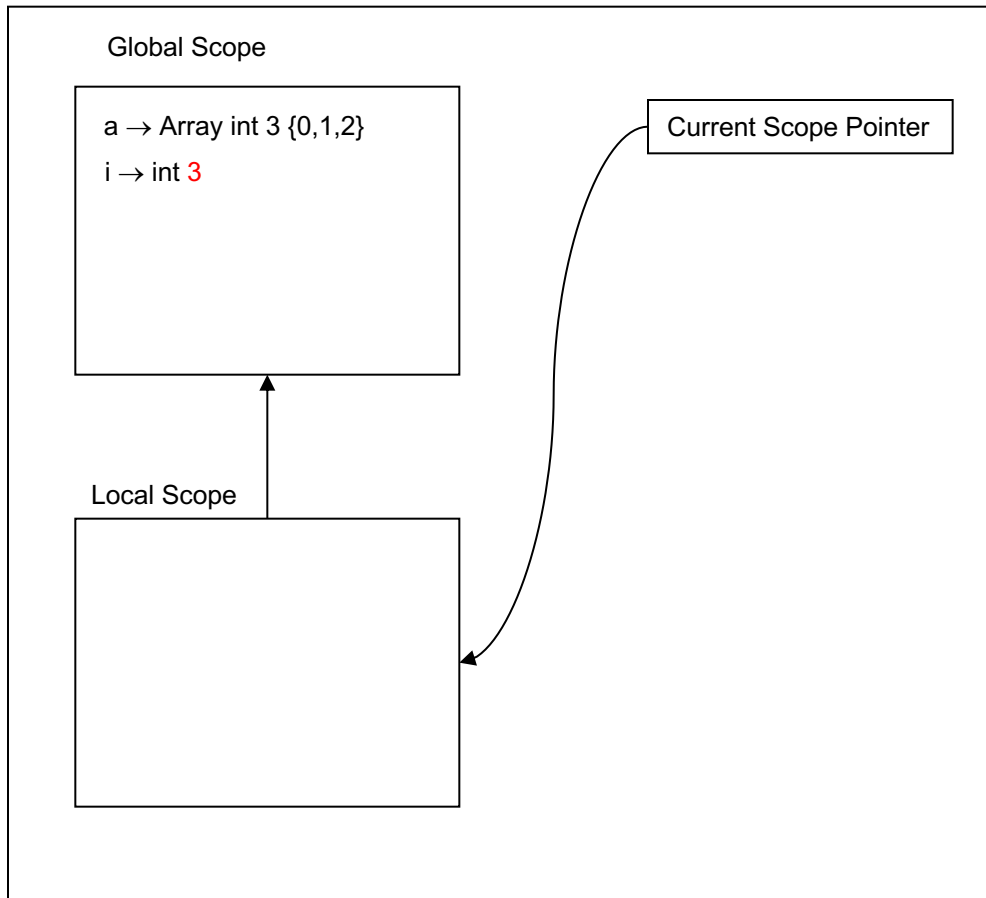 Global Scope
a → Array int 3 {0,1,2}
i → int 3
Current Scope Pointer
Local Scope